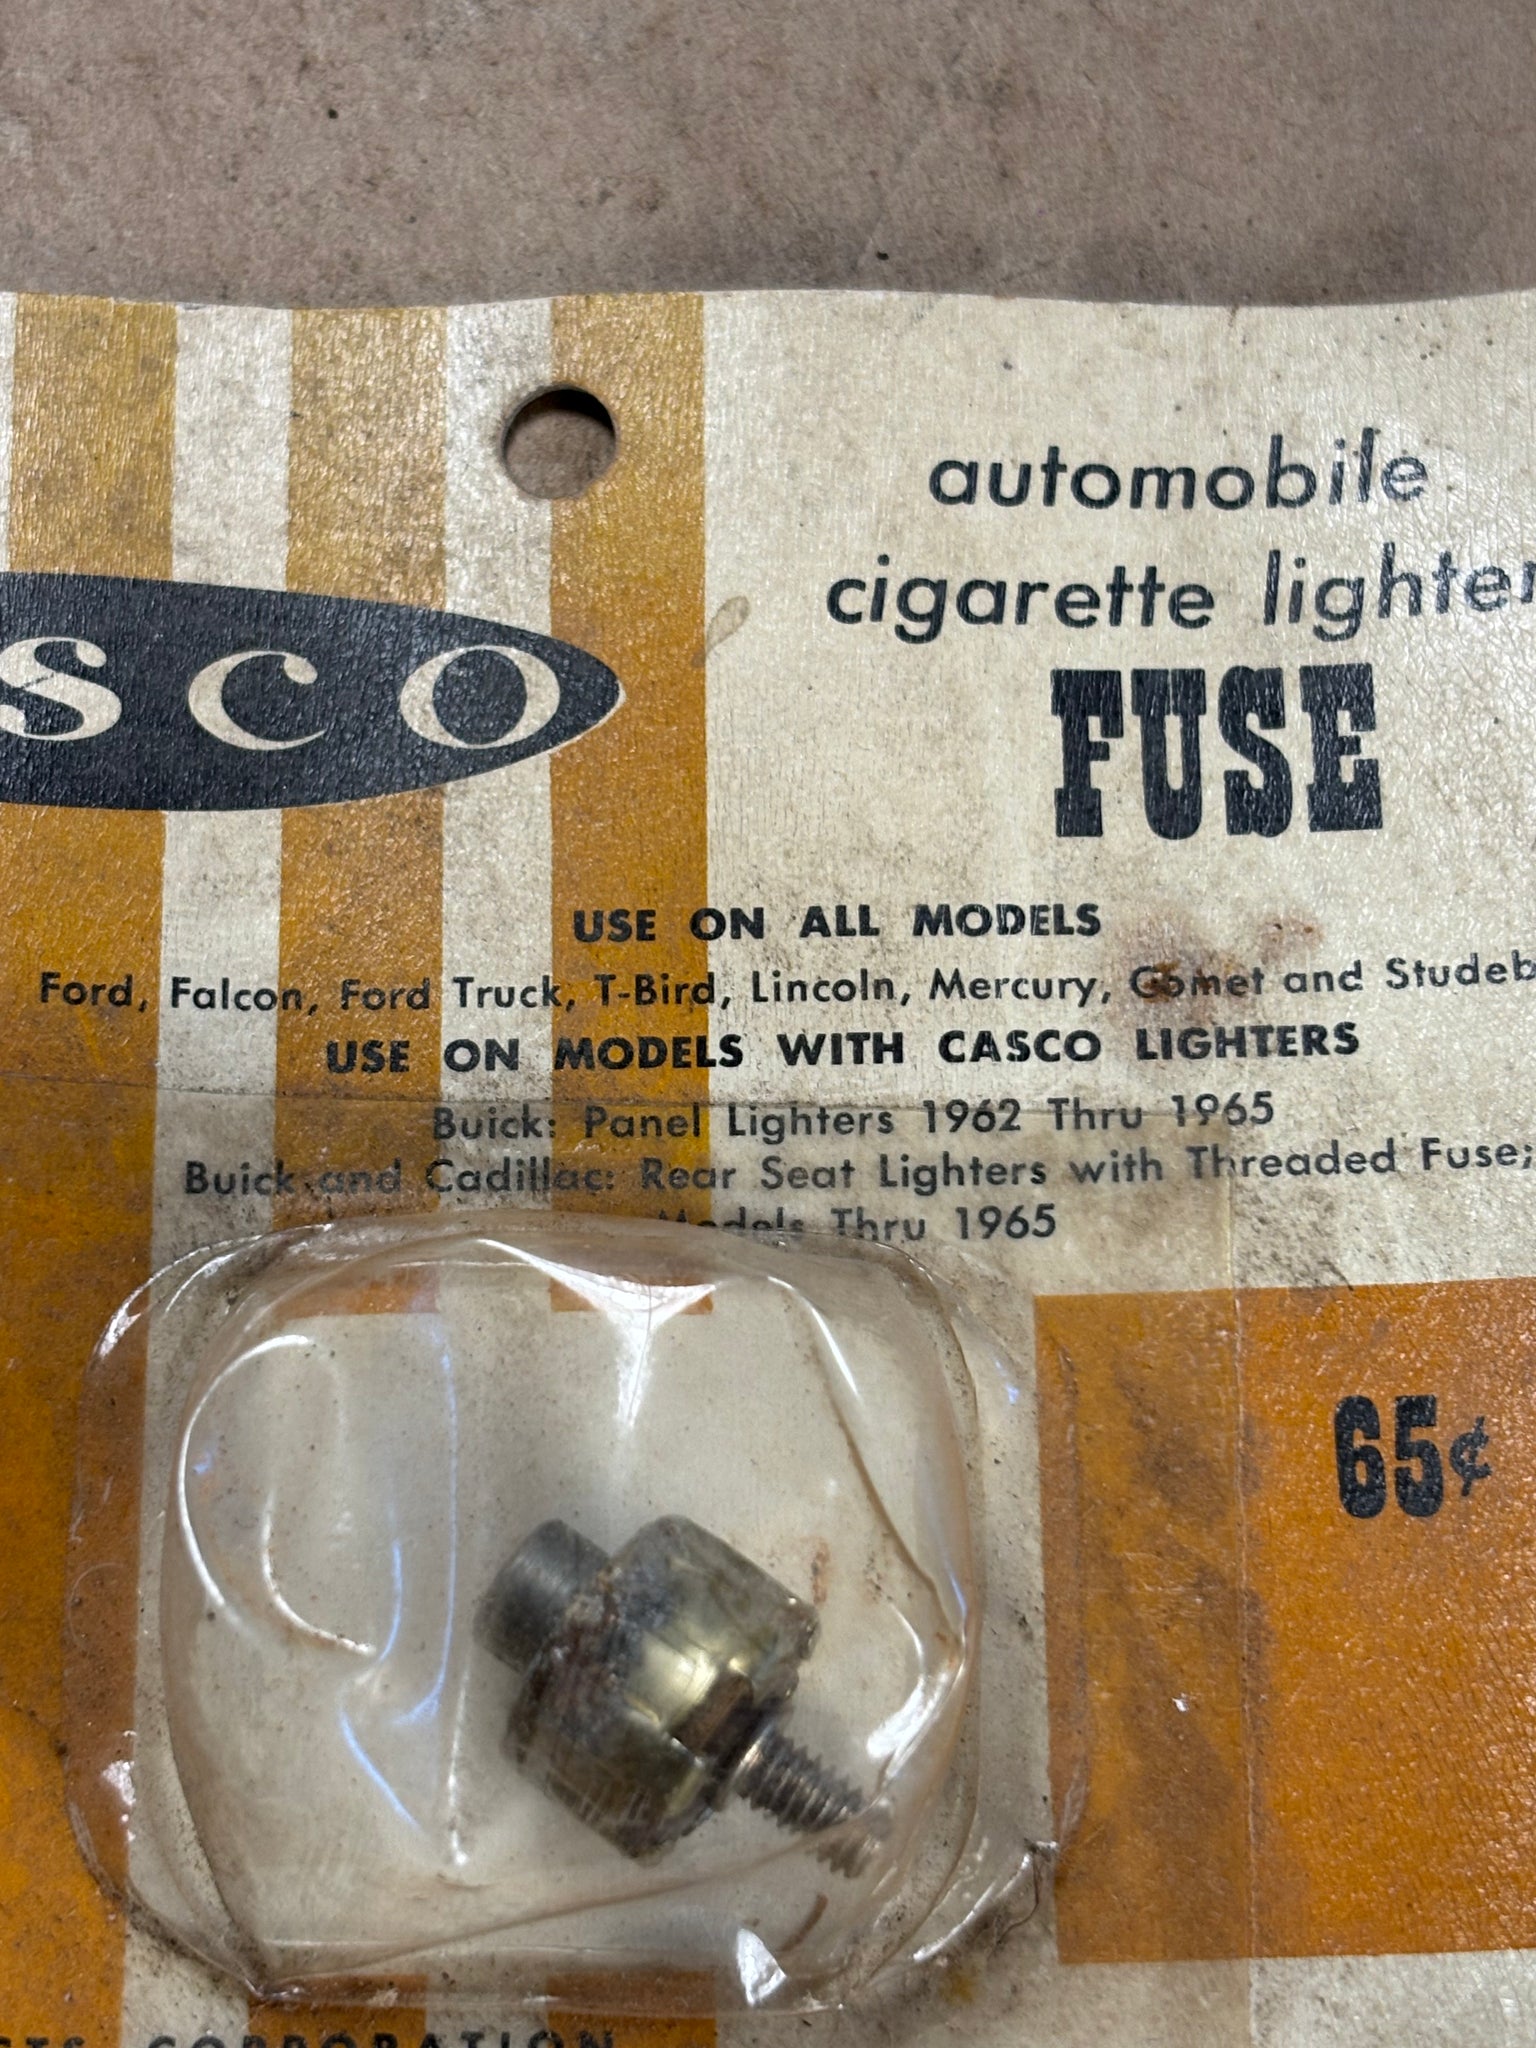 SCO
automobile
cigarette lighter
FUSE
USE ON ALL MODELS
Ford, Falcon, Ford Truck, T-Bird, Lincoln, Mercury, Comet and Studeb
USE ON MODELS WITH CASCO LIGHTERS
Buick: Panel Lighters 1962 Thru 1965
Buick and Cadillac: Rear Seat Lighters with Threaded Fuse;
Models Thru 1965
65¢
CORPORATION